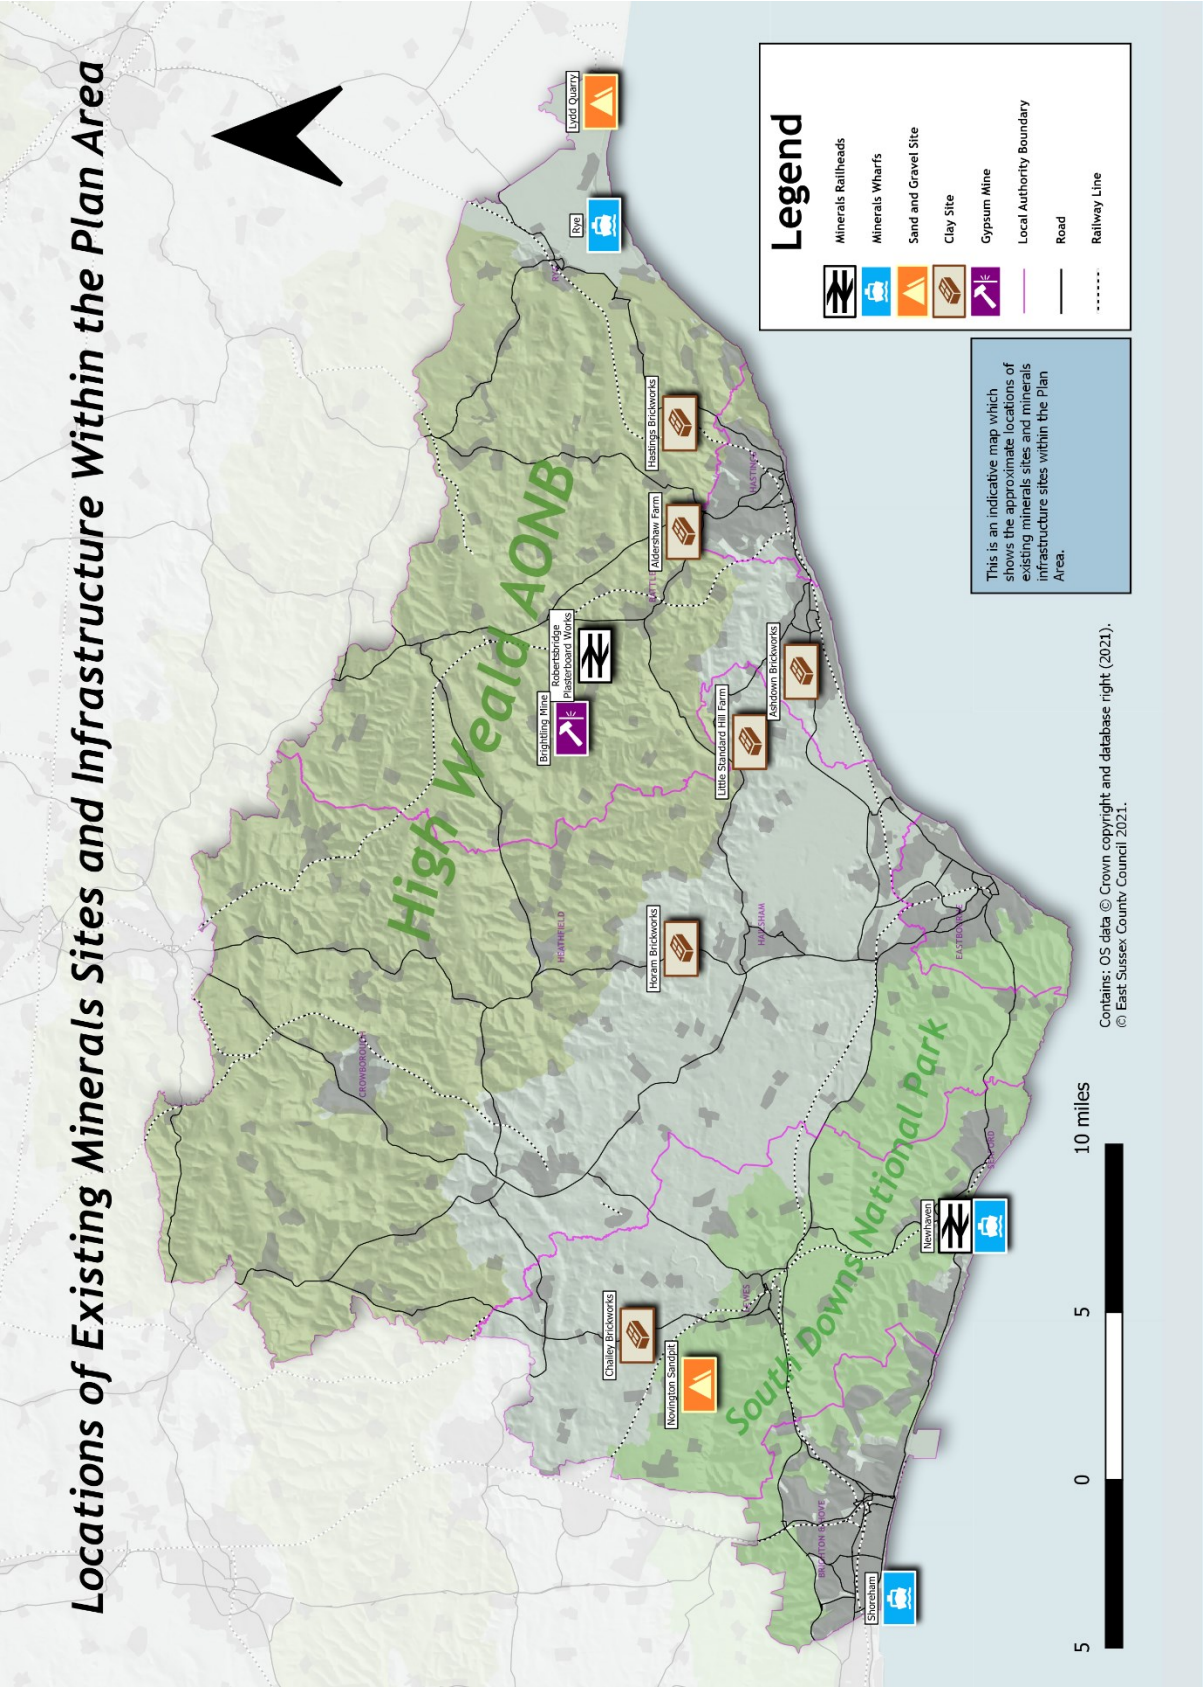 Locations of Existing Minerals Sites and Infrastructure Within the Plan Area
Lydd Quarry
Rye
Hastings Brickworks
HASTINGS
Aldershaw Farm
High Weald AONB
Robertsbridge
Plasterboard Works
Brightling Mine
Ashdown Brickworks
Little Standard Hill Farm
HEATHFIELD
Horam Brickworks
HAILSHAM
EASTBOURNE
CROWBOROUGH
South Downs National Park
SEAFORD
Newhaven
Chailey Brickworks
LEWES
Novington Sandpit
BRIGHTON & HOVE
Shoreham
Legend
Minerals Railheads
Minerals Wharfs
Sand and Gravel Site
Clay Site
Gypsum Mine
Local Authority Boundary
Road
Railway Line
This is an indicative map which
shows the approximate locations of
existing minerals sites and minerals
infrastructure sites within the Plan
Area.
Contains: OS data © Crown copyright and database right (2021).
© East Sussex County Council 2021.
5 0 5 10 miles